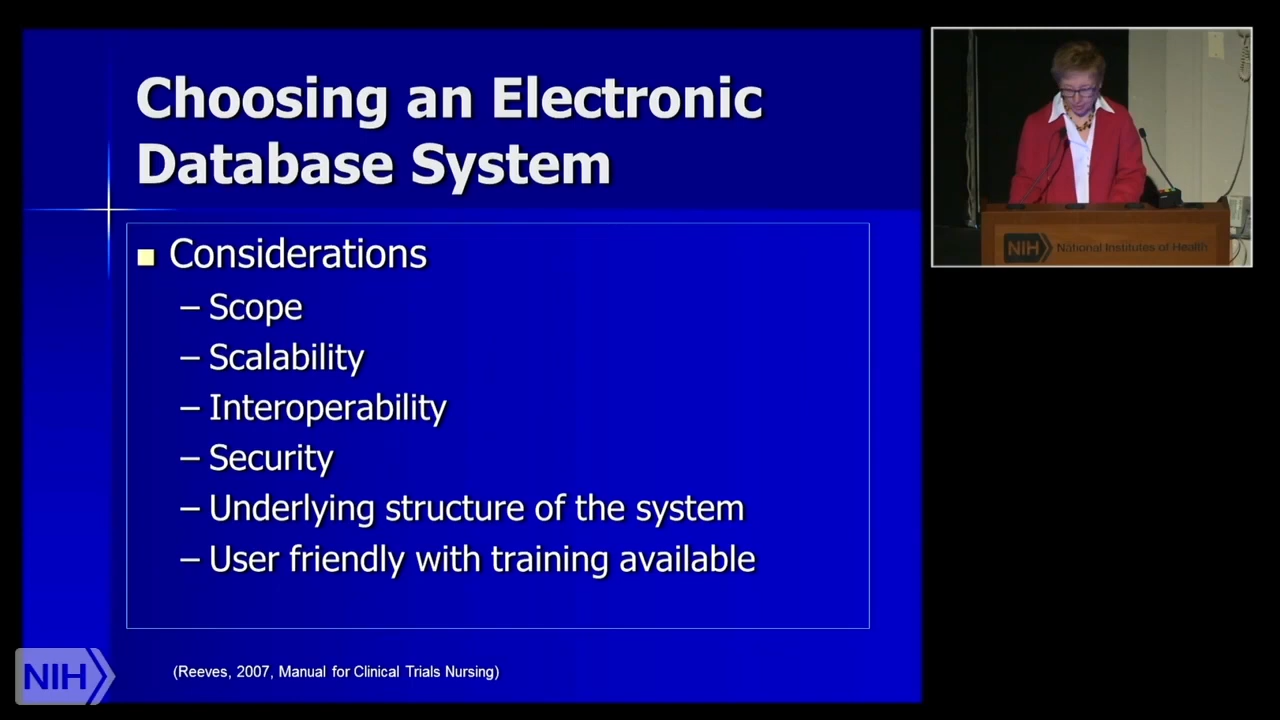 Choosing an Electronic
Database System
Considerations
– Scope
– Scalability
– Interoperability
– Security
– Underlying structure of the system
– User friendly with training available
(Reeves, 2007, Manual for Clinical Trials Nursing)
NIH
NIH National Institutes of Health